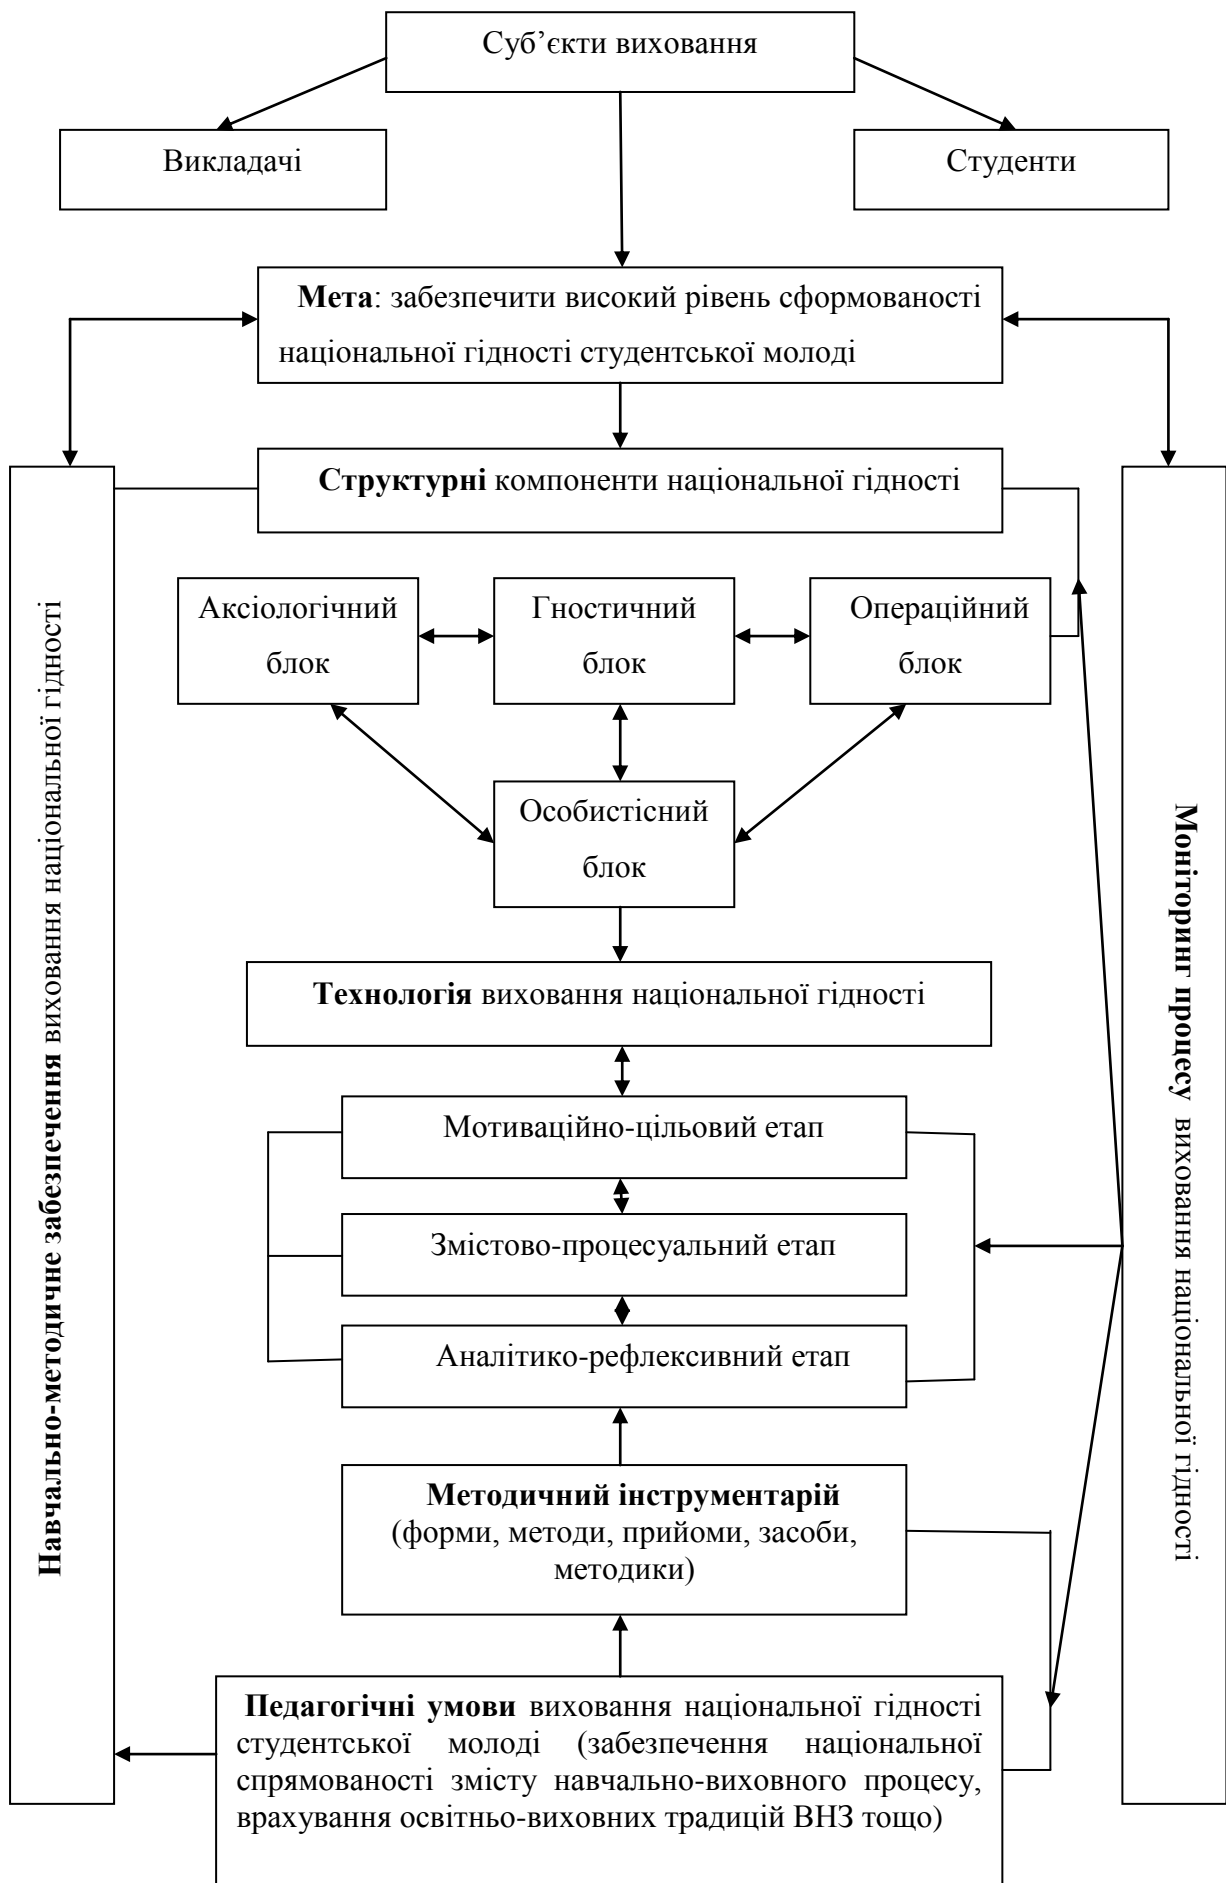 Суб’єкти виховання
Викладачі
Студенти
Мета: забезпечити високий рівень сформованості
національної гідності студентської молоді
Структурні компоненти національної гідності
Аксіологічний
блок
Гностичний
блок
Операційний
блок
Особистісний
блок
Технологія виховання національної гідності
Мотиваційно-цільовий етап
Змістово-процесуальний етап
Аналітико-рефлексивний етап
Методичний інструментарій
(форми, методи, прийоми, засоби,
методики)
Педагогічні умови виховання національної гідності
студентської молоді (забезпечення національної
спрямованості змісту навчально-виховного процесу,
врахування освітньо-виховних традицій ВНЗ тощо)
Навчально-методичне забезпечення виховання національної гідності
Моніторинг процесу виховання національної гідності